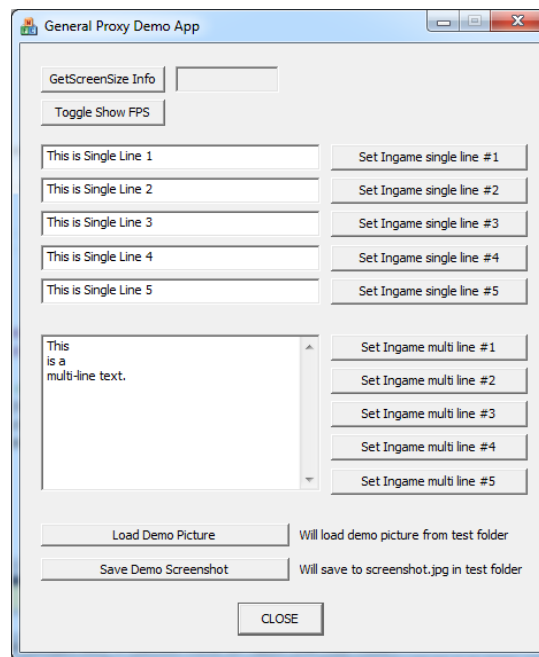 General Proxy Demo App
GetScreenSize Info
Toggle Show FPS
This is Single Line 1 Set Ingame single line #1
This is Single Line 2 Set Ingame single line #2
This is Single Line 3 Set Ingame single line #3
This is Single Line 4 Set Ingame single line #4
This is Single Line 5 Set Ingame single line #5
This Set Ingame multi line #1
is a
multi-line text.
Set Ingame multi line #2
Set Ingame multi line #3
Set Ingame multi line #4
Set Ingame multi line #5
Load Demo Picture Will load demo picture from test folder
Save Demo Screenshot Will save to screenshot.jpg in test folder
CLOSE